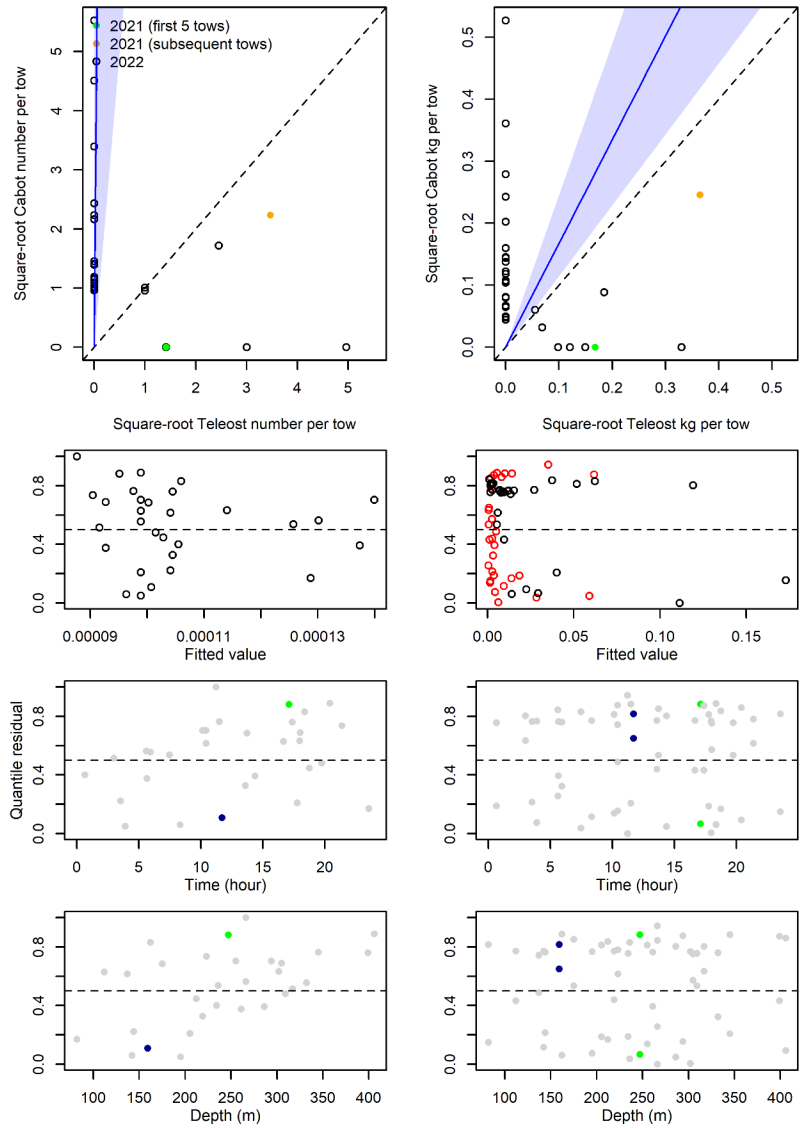 2021 (first 5 tows)
2021 (subsequent tows)
2022
Square-root Cabot number per tow
0 1 2 3 4 5
0 1 2 3 4 5
Square-root Teleost number per tow
Square-root Cabot kg per tow
0.0 0.1 0.2 0.3 0.4 0.5
0.0 0.1 0.2 0.3 0.4 0.5
Square-root Teleost kg per tow
0.0 0.4 0.8
0.00009 0.00011 0.00013
Fitted value
0.0 0.4 0.8
0.00 0.05 0.10 0.15
Fitted value
Quantile residual
0.0 0.4 0.8
0 5 10 15 20
Time (hour)
0.0 0.4 0.8
0 5 10 15 20
Time (hour)
0.0 0.4 0.8
100 150 200 250 300 350 400
Depth (m)
0.0 0.4 0.8
100 150 200 250 300 350 400
Depth (m)